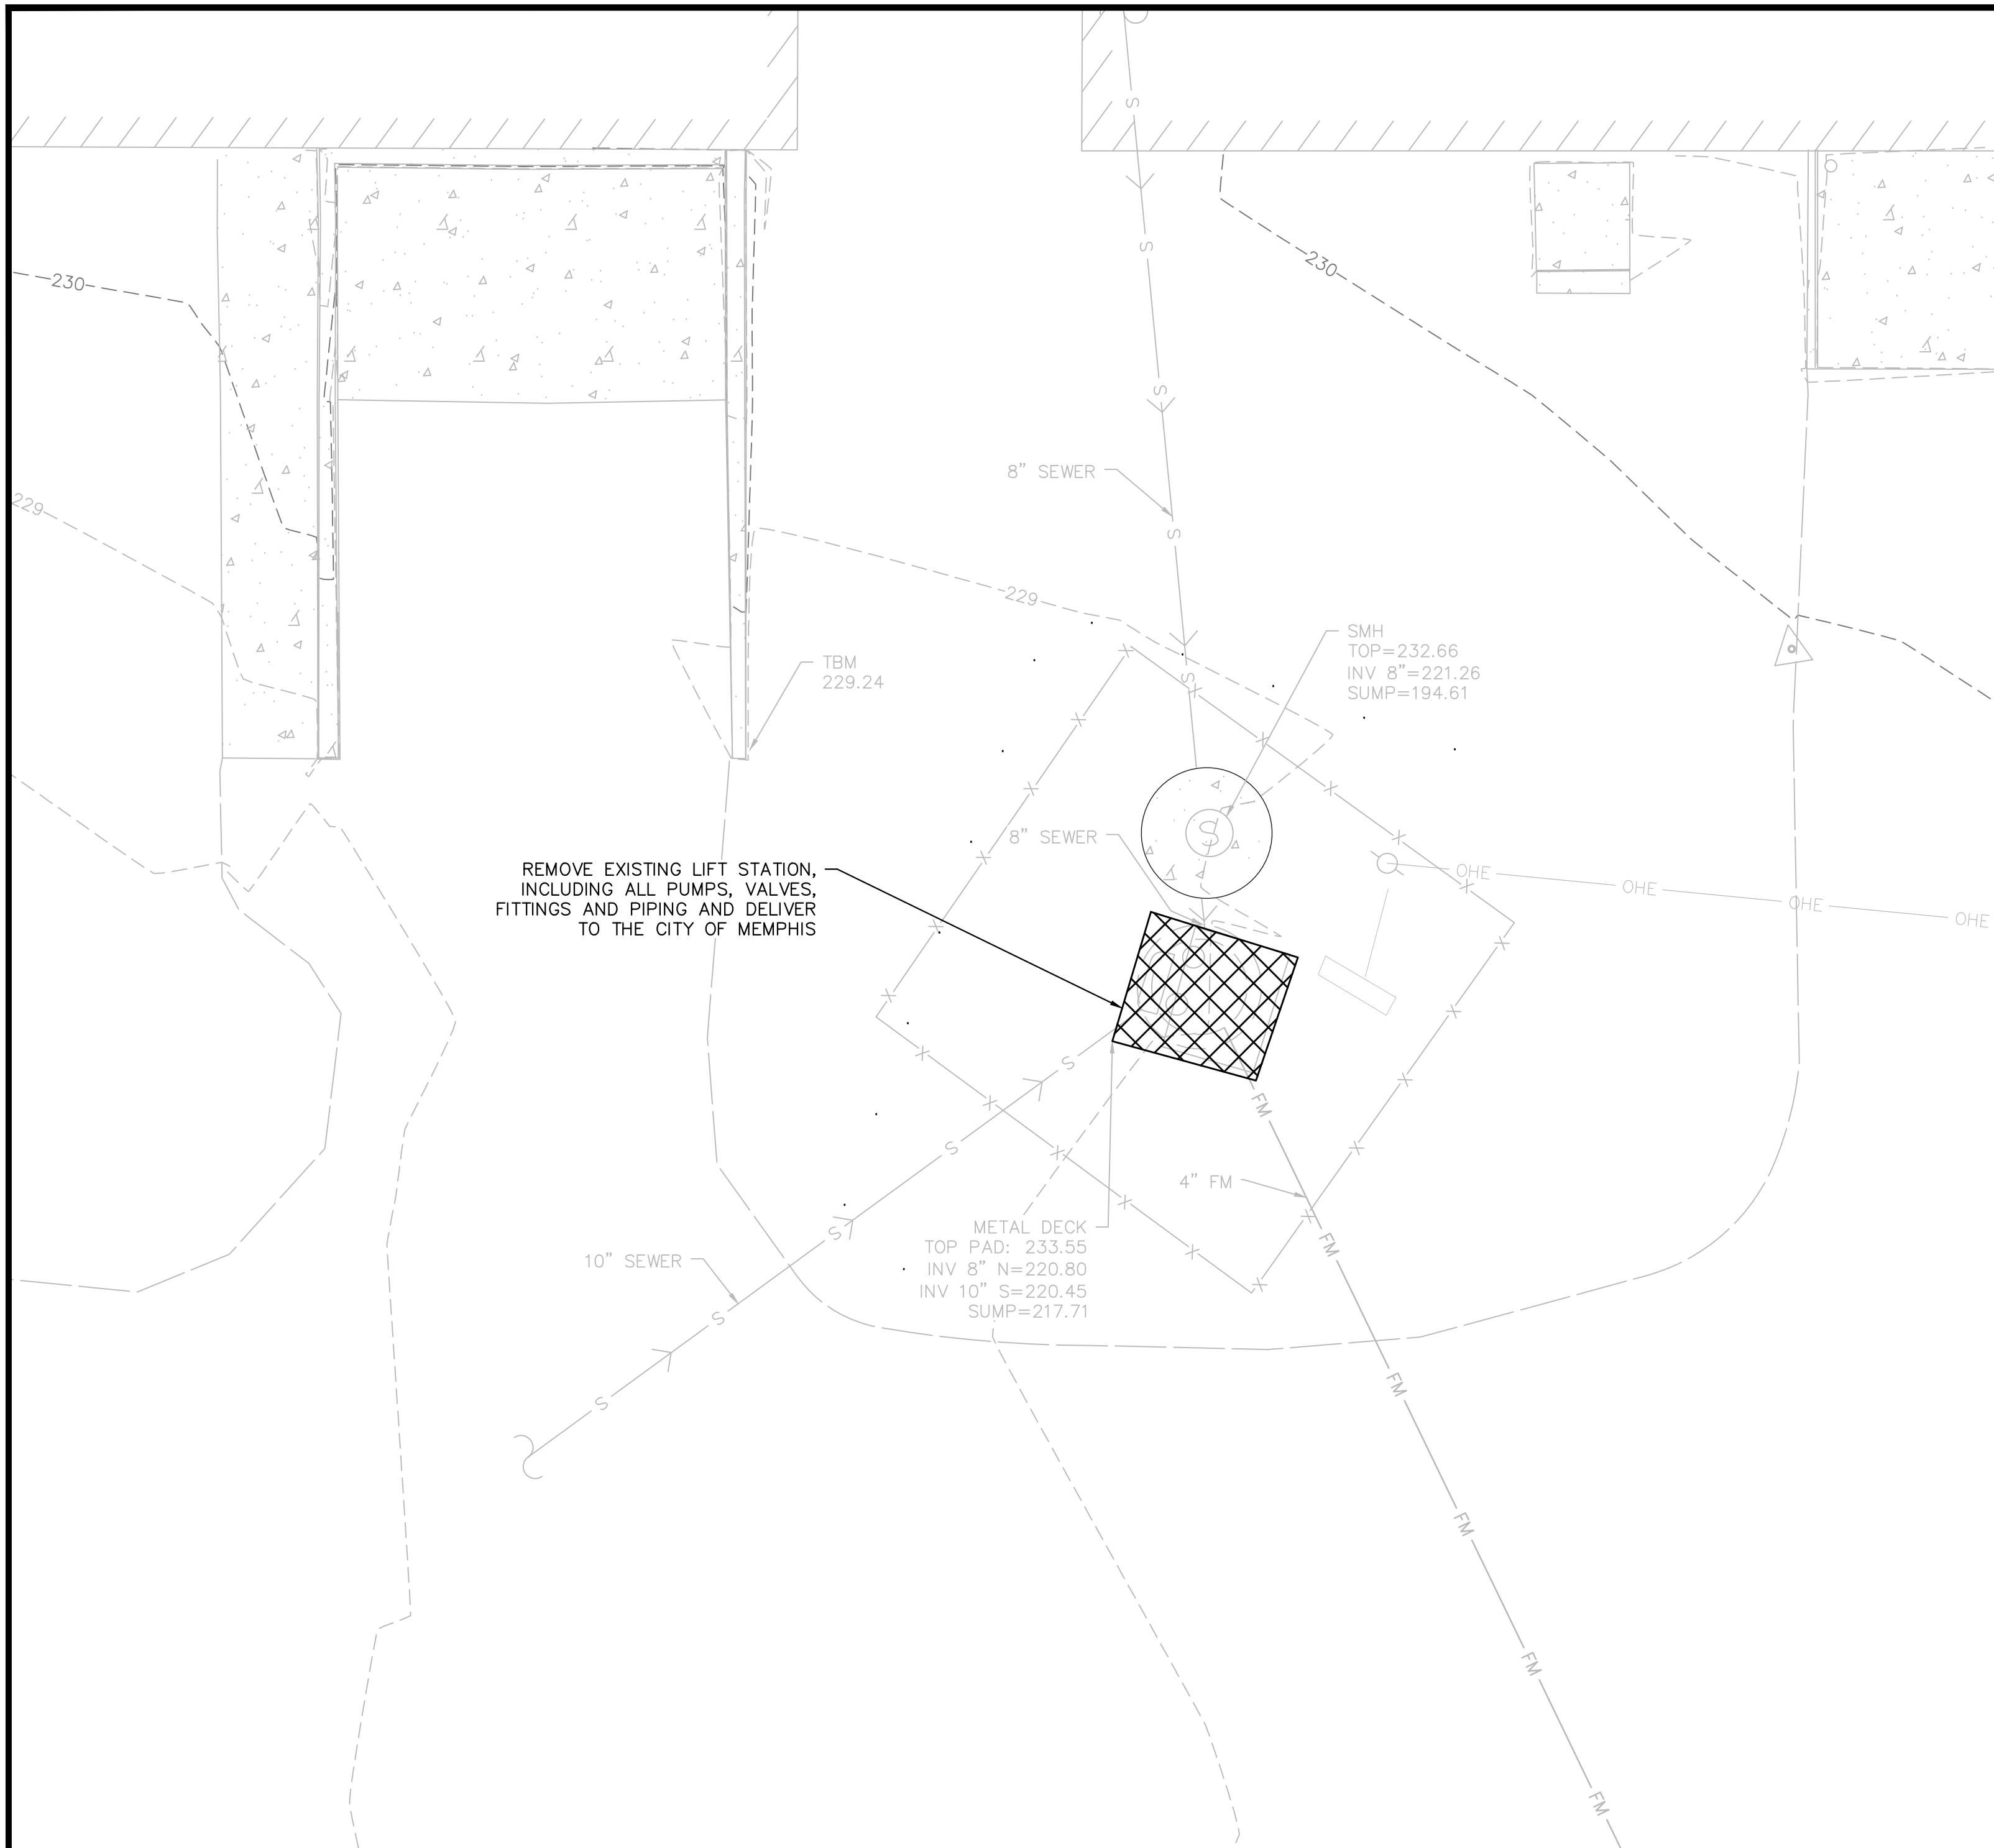 S
S
230
230
S
8" SEWER
229
S
229
SMH
TOP=232.66
INV 8"=221.26
SUMP=194.61
TBM
229.24
S
S
8" SEWER
REMOVE EXISTING LIFT STATION,
INCLUDING ALL PUMPS, VALVES,
FITTINGS AND PIPING AND DELIVER
TO THE CITY OF MEMPHIS
OHE
OHE
OHE
OHE
S
FM
S
4" FM
METAL DECK
TOP PAD: 233.55
INV 8" N=220.80
INV 10" S=220.45
SUMP=217.71
S
FM
10" SEWER
S
FM
S
FM
FM
FM